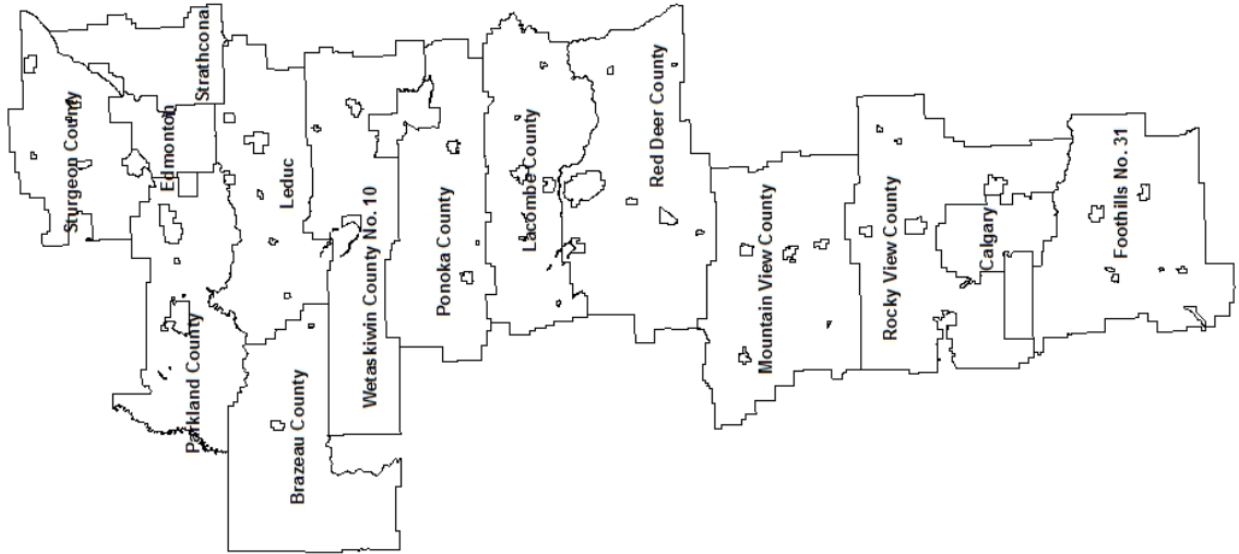 Sturgeon County
Strathcona
Edmonton
Parkland County
Leduc
Brazeau County
Wetaskiwin County No. 10
Ponoka County
Lacombe County
Red Deer County
Mountain View County
Rocky View County
Calgary
Foothills No. 31